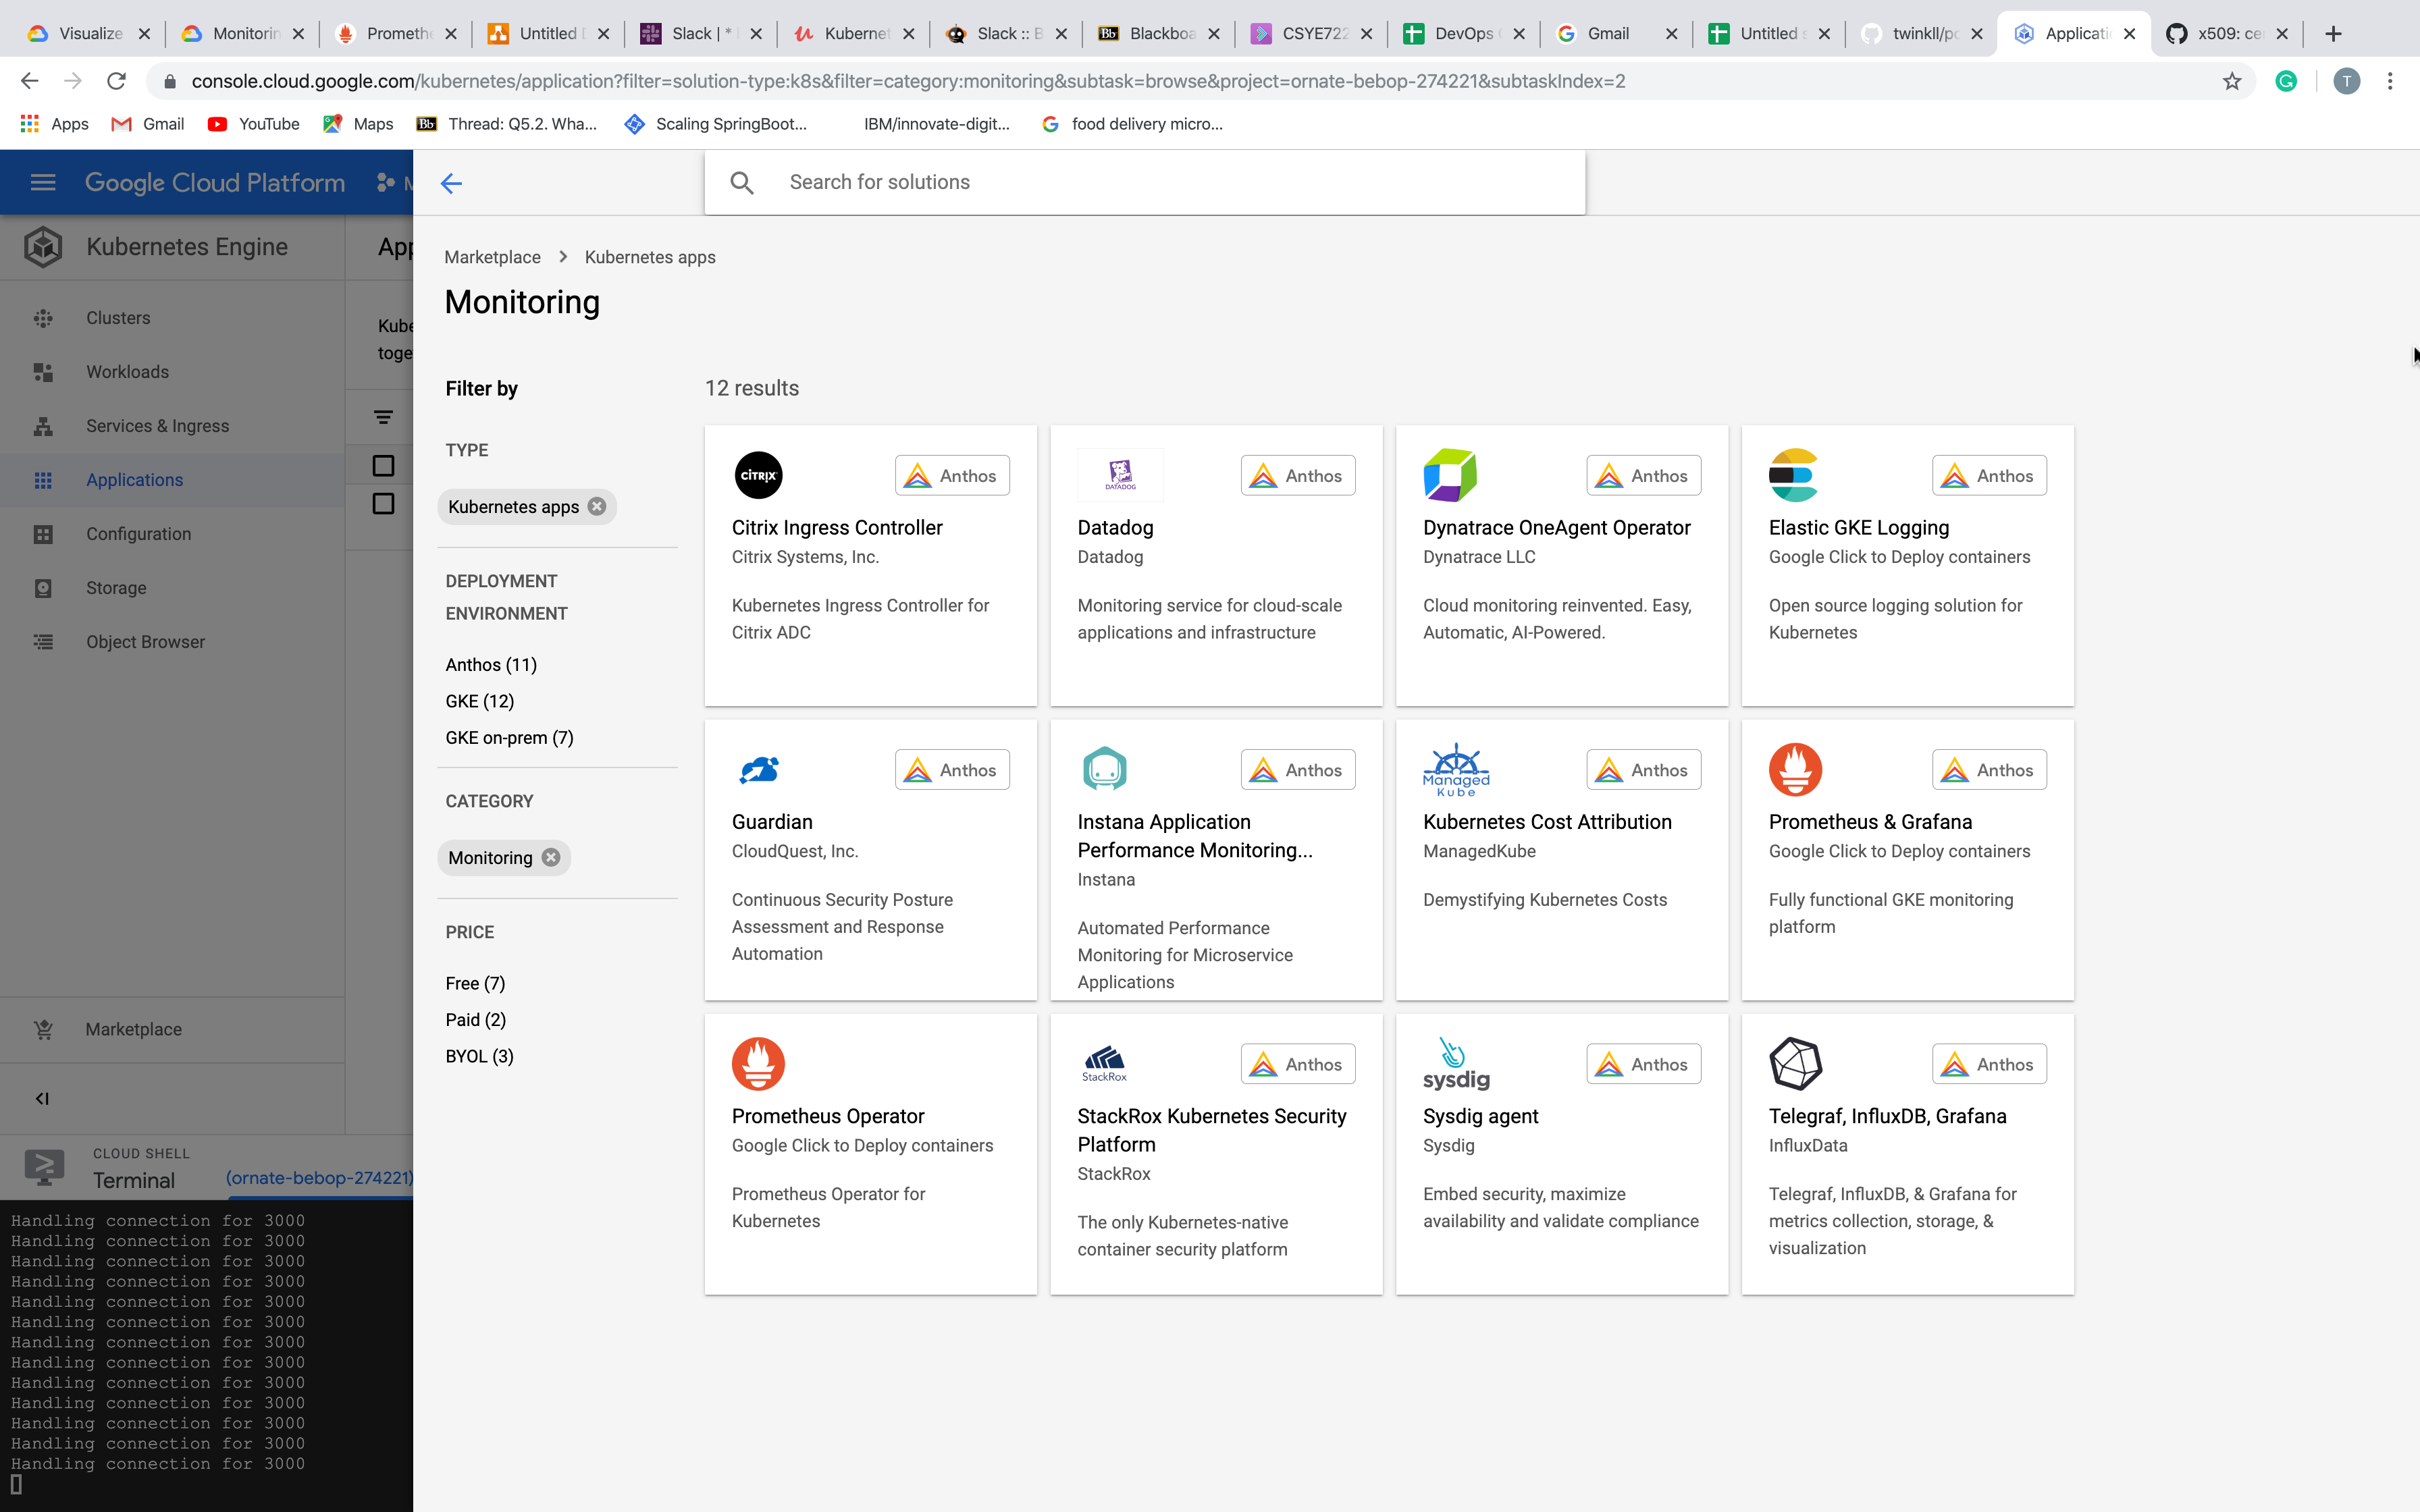 Visualize
Monitorin
Promethe
Untitled D
Slack | *
Kubernet
Slack :: B
Blackboa
CSYE722
DevOps
Gmail
Untitled s
twinkll/po
Applicati
x509: ce
console.cloud.google.com/kubernetes/application?filter=solution-type:k8s&filter=category:monitoring&subtask=browse&project=ornate-bebop-274221&subtaskIndex=2
T
Apps
Gmail
YouTube
Maps
Bb
Thread: Q5.2. Wha...
Scaling SpringBoot...
IBM/innovate-digit...
food delivery micro...
Google Cloud Platform
M
Search for solutions
Kubernetes Engine
App
Clusters
Workloads
Services & Ingress
Applications
Configuration
Storage
Object Browser
Marketplace
Kube
toge
CLOUD SHELL
Terminal
(ornate-bebop-274221)
Handling connection for 3000
Handling connection for 3000
Handling connection for 3000
Handling connection for 3000
Handling connection for 3000
Handling connection for 3000
Handling connection for 3000
Handling connection for 3000
Handling connection for 3000
Handling connection for 3000
Handling connection for 3000
Handling connection for 3000
Handling connection for 3000
Marketplace > Kubernetes apps
Monitoring
Filter by
TYPE
Kubernetes apps
DEPLOYMENT
ENVIRONMENT
Anthos (11)
GKE (12)
GKE on-prem (7)
CATEGORY
Monitoring
PRICE
Free (7)
Paid (2)
BYOL (3)
12 results
CITRIX
Anthos
Citrix Ingress Controller
Citrix Systems, Inc.
Kubernetes Ingress Controller for
Citrix ADC
DATADOG
Anthos
Datadog
Datadog
Monitoring service for cloud-scale
applications and infrastructure
Anthos
Dynatrace OneAgent Operator
Dynatrace LLC
Cloud monitoring reinvented. Easy,
Automatic, AI-Powered.
Anthos
Elastic GKE Logging
Google Click to Deploy containers
Open source logging solution for
Kubernetes
Anthos
Guardian
CloudQuest, Inc.
Continuous Security Posture
Assessment and Response
Automation
Anthos
Instana Application
Performance Monitoring...
Instana
Automated Performance
Monitoring for Microservice
Applications
Managed
Kube
Anthos
Kubernetes Cost Attribution
ManagedKube
Demystifying Kubernetes Costs
Anthos
Prometheus & Grafana
Google Click to Deploy containers
Fully functional GKE monitoring
platform
Prometheus Operator
Google Click to Deploy containers
Prometheus Operator for
Kubernetes
StackRox
Anthos
StackRox Kubernetes Security
Platform
StackRox
The only Kubernetes-native
container security platform
sysdig
Anthos
Sysdig agent
Sysdig
Embed security, maximize
availability and validate compliance
Anthos
Telegraf, InfluxDB, Grafana
InfluxData
Telegraf, InfluxDB, & Grafana for
metrics collection, storage, &
visualization